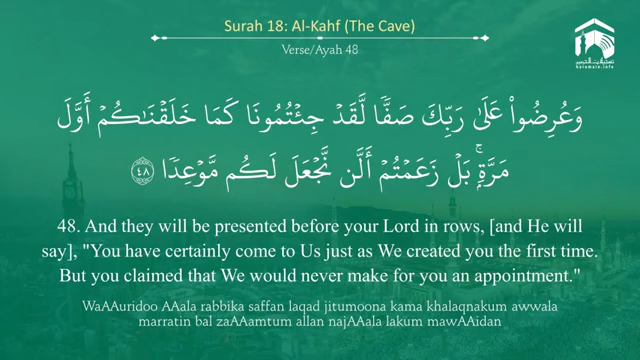 Surah 18: Al-Kahf (The Cave)
Verse/Ayah 48
وَعُرِضُوا۟ عَلَىٰ رَبِّكَ صَفًّا لَّقَدْ جِئْتُمُونَا كَمَا خَلَقْنَـٰكُمْ أَوَّلَ
مَرَّةٍۭ ۚ بَلْ زَعَمْتُمْ أَلَّن نَّجْعَلَ لَكُم مَّوْعِدًا ٤٨
48. And they will be presented before your Lord in rows, [and He will
say], "You have certainly come to Us just as We created you the first time.
But you claimed that We would never make for you an appointment."
WaAAuridoo AAala rabbika saffan laqad jitumoona kama khalaqnakum awwala
marratin bal zaAAamtum allan najAAala lakum mawAAidan